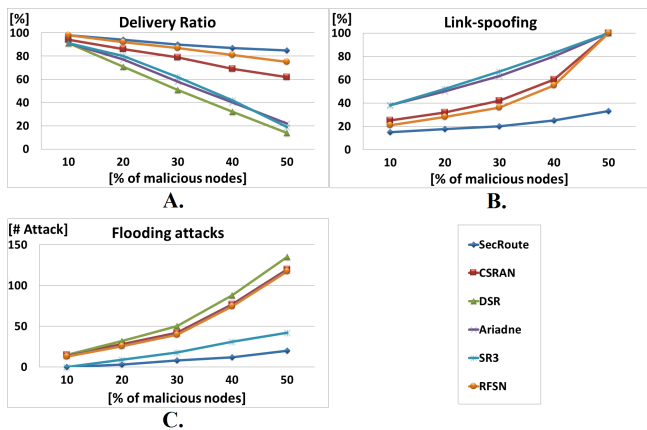 [%]
Delivery Ratio
100
80
60
40
20
0
10 20 30 40 50
[% of malicious nodes]
A.
[%]
Link-spoofing
100
80
60
40
20
0
10 20 30 40 50
[% of malicious nodes]
B.
[# Attack]
Flooding attacks
150
100
50
0
10 20 30 40 50
[% of malicious nodes]
C.
SecRoute
CSRAN
DSR
Ariadne
SR3
RFSN